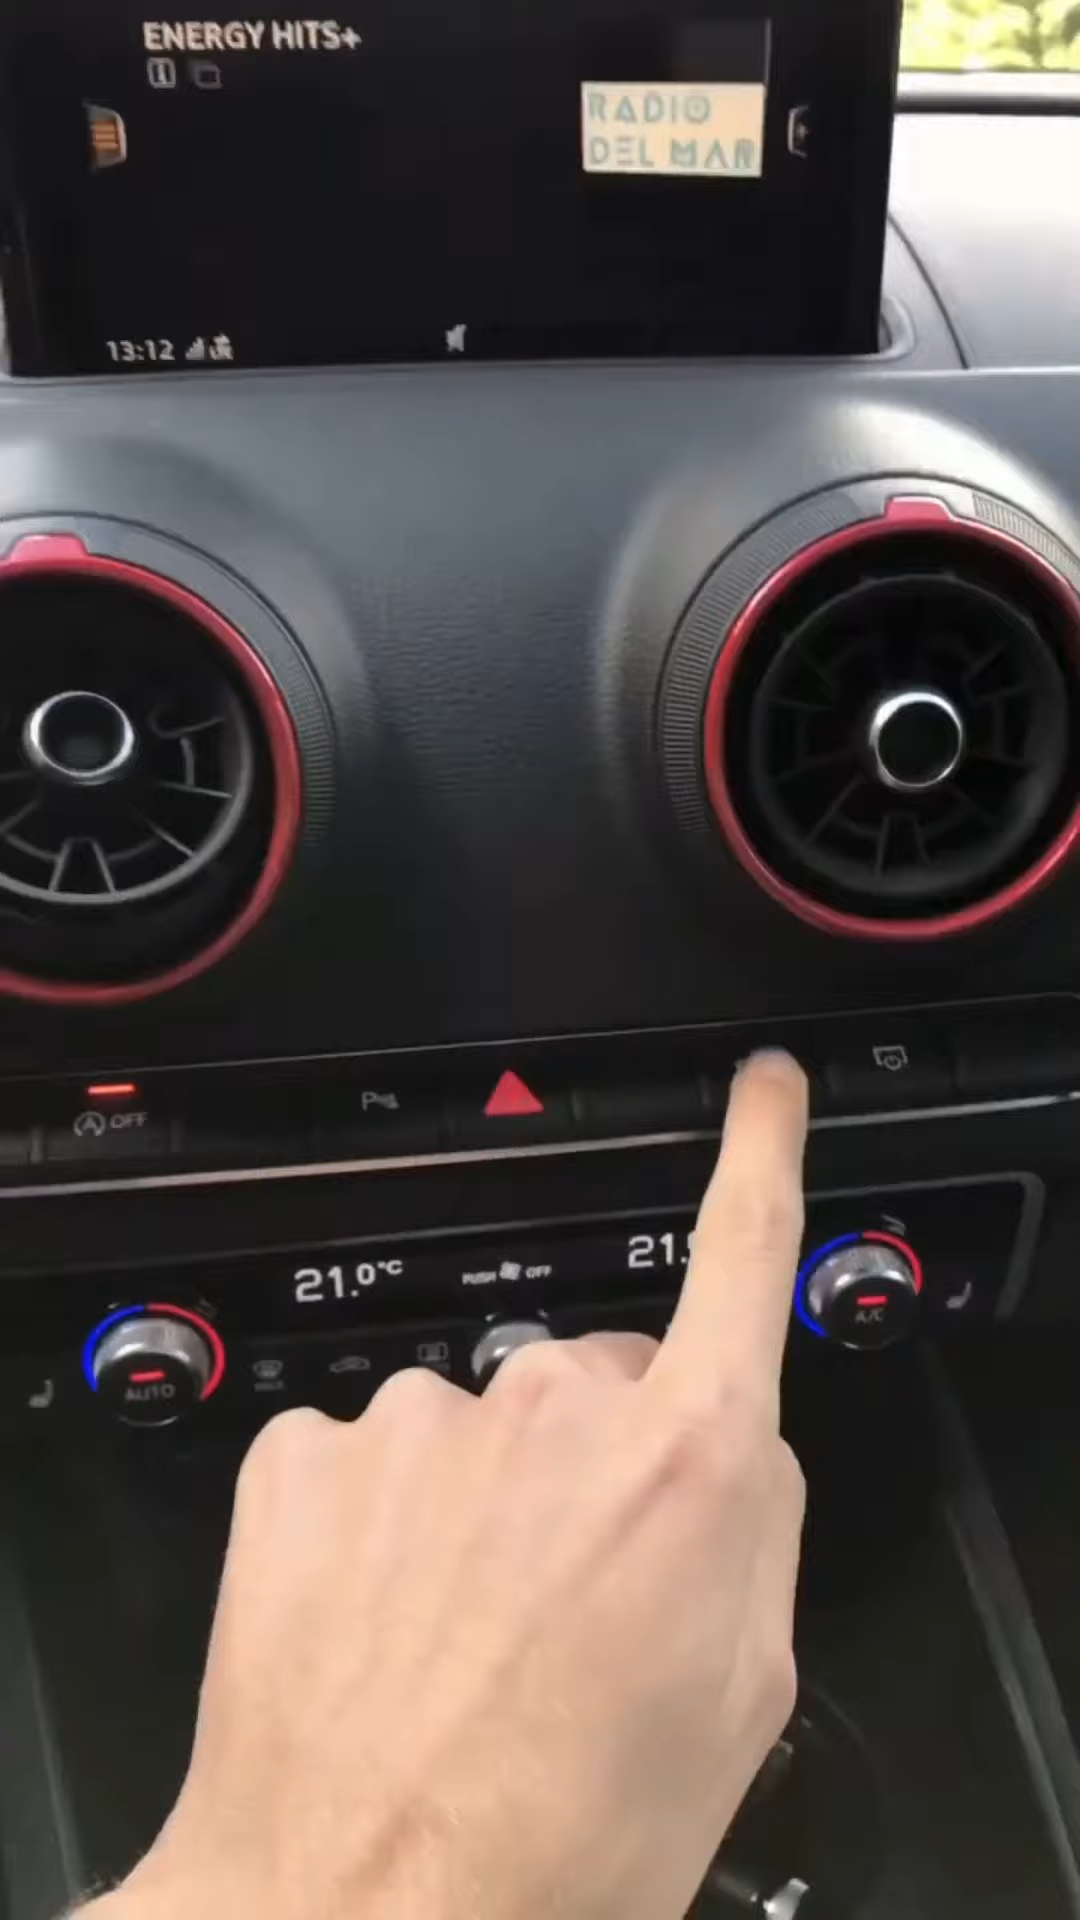 ENERGY HITS+
RADIO
DEL MAR
13:12
A OFF
P
21.0°C
PUSH OFF
21.
AUTO
A/C